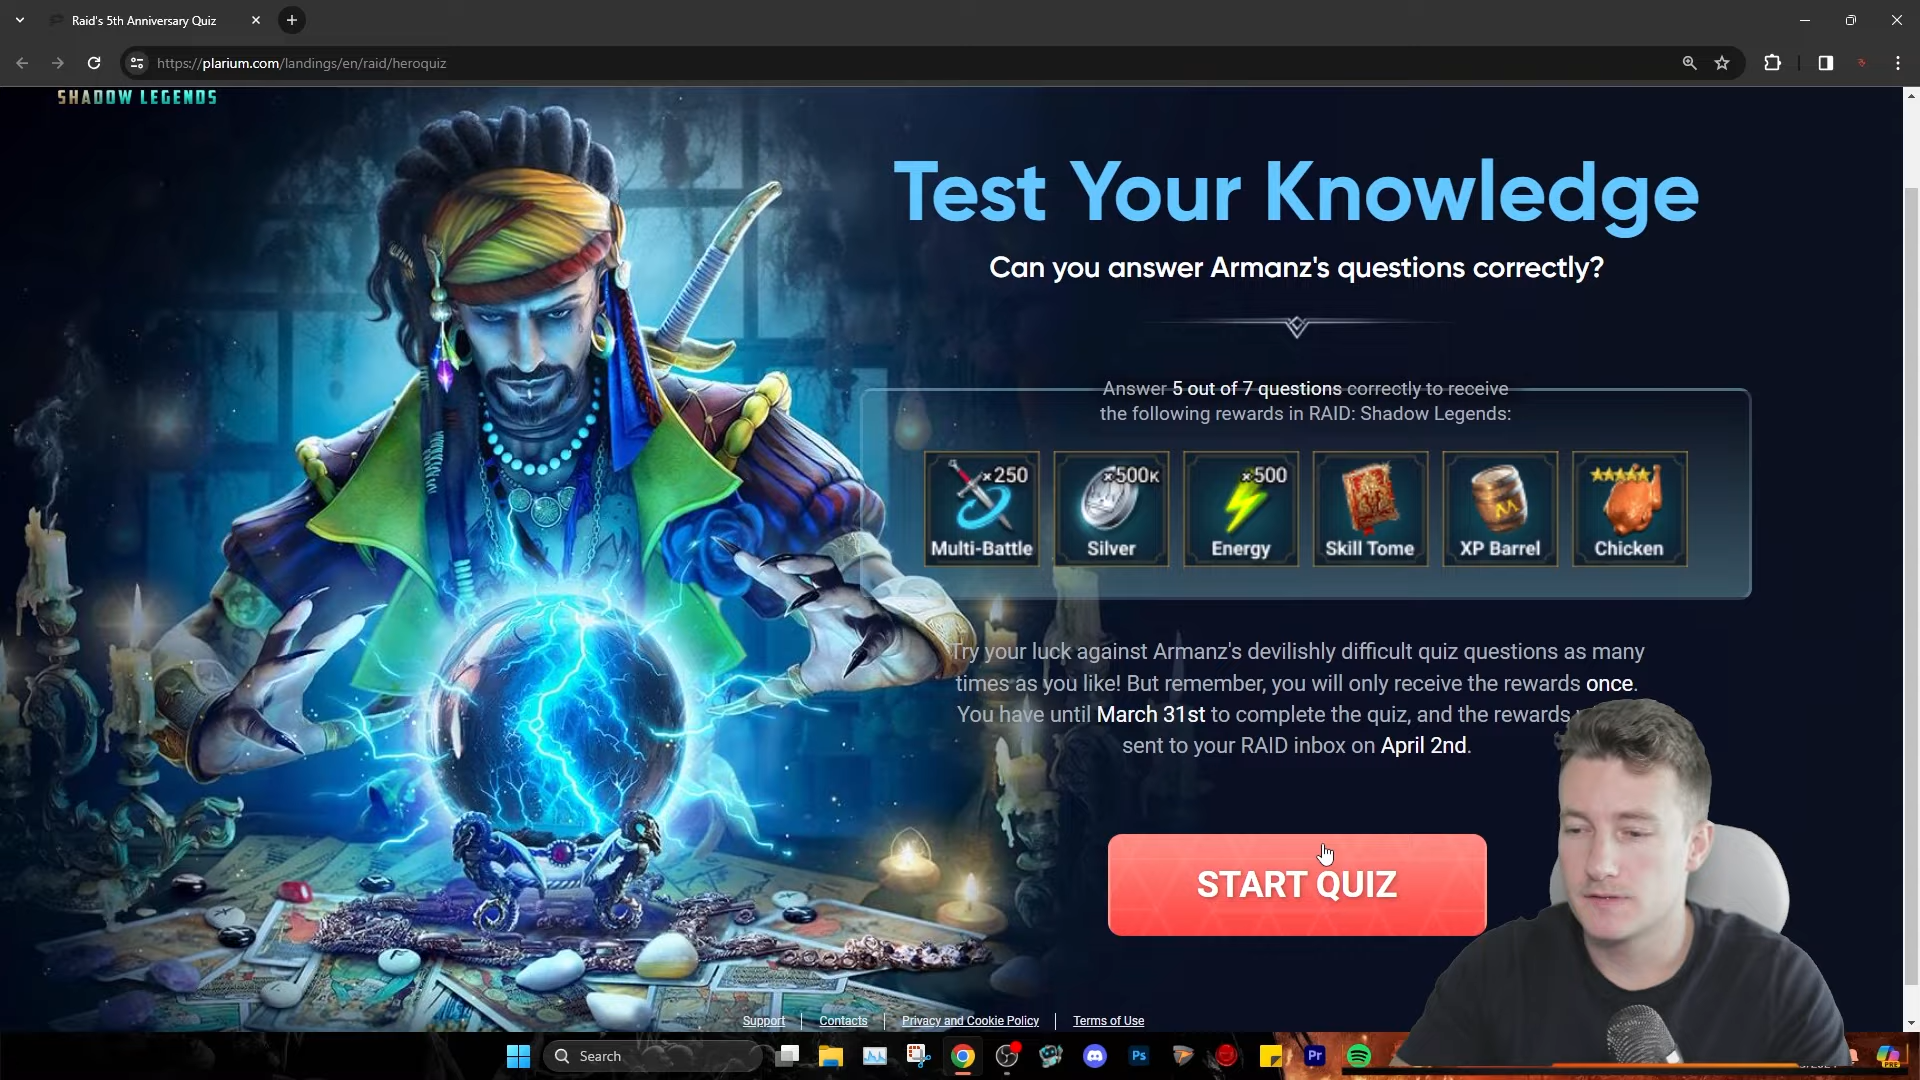 Raid's 5th Anniversary Quiz
https://plarium.com/landings/en/raid/heroquiz
SHADOW LEGENDS
Test Your Knowledge
Can you answer Armanz's questions correctly?
Answer 5 out of 7 questions correctly to receive
the following rewards in RAID: Shadow Legends:
×250
Multi-Battle
×500K
Silver
×500
Energy
Skill Tome
XP Barrel
Chicken
Try your luck against Armanz's devilishly difficult quiz questions as many
times as you like! But remember, you will only receive the rewards once.
You have until March 31st to complete the quiz, and the rewards
sent to your RAID inbox on April 2nd.
START QUIZ
Support
Contacts
Privacy and Cookie Policy
Terms of Use
Search
Ps
Pr